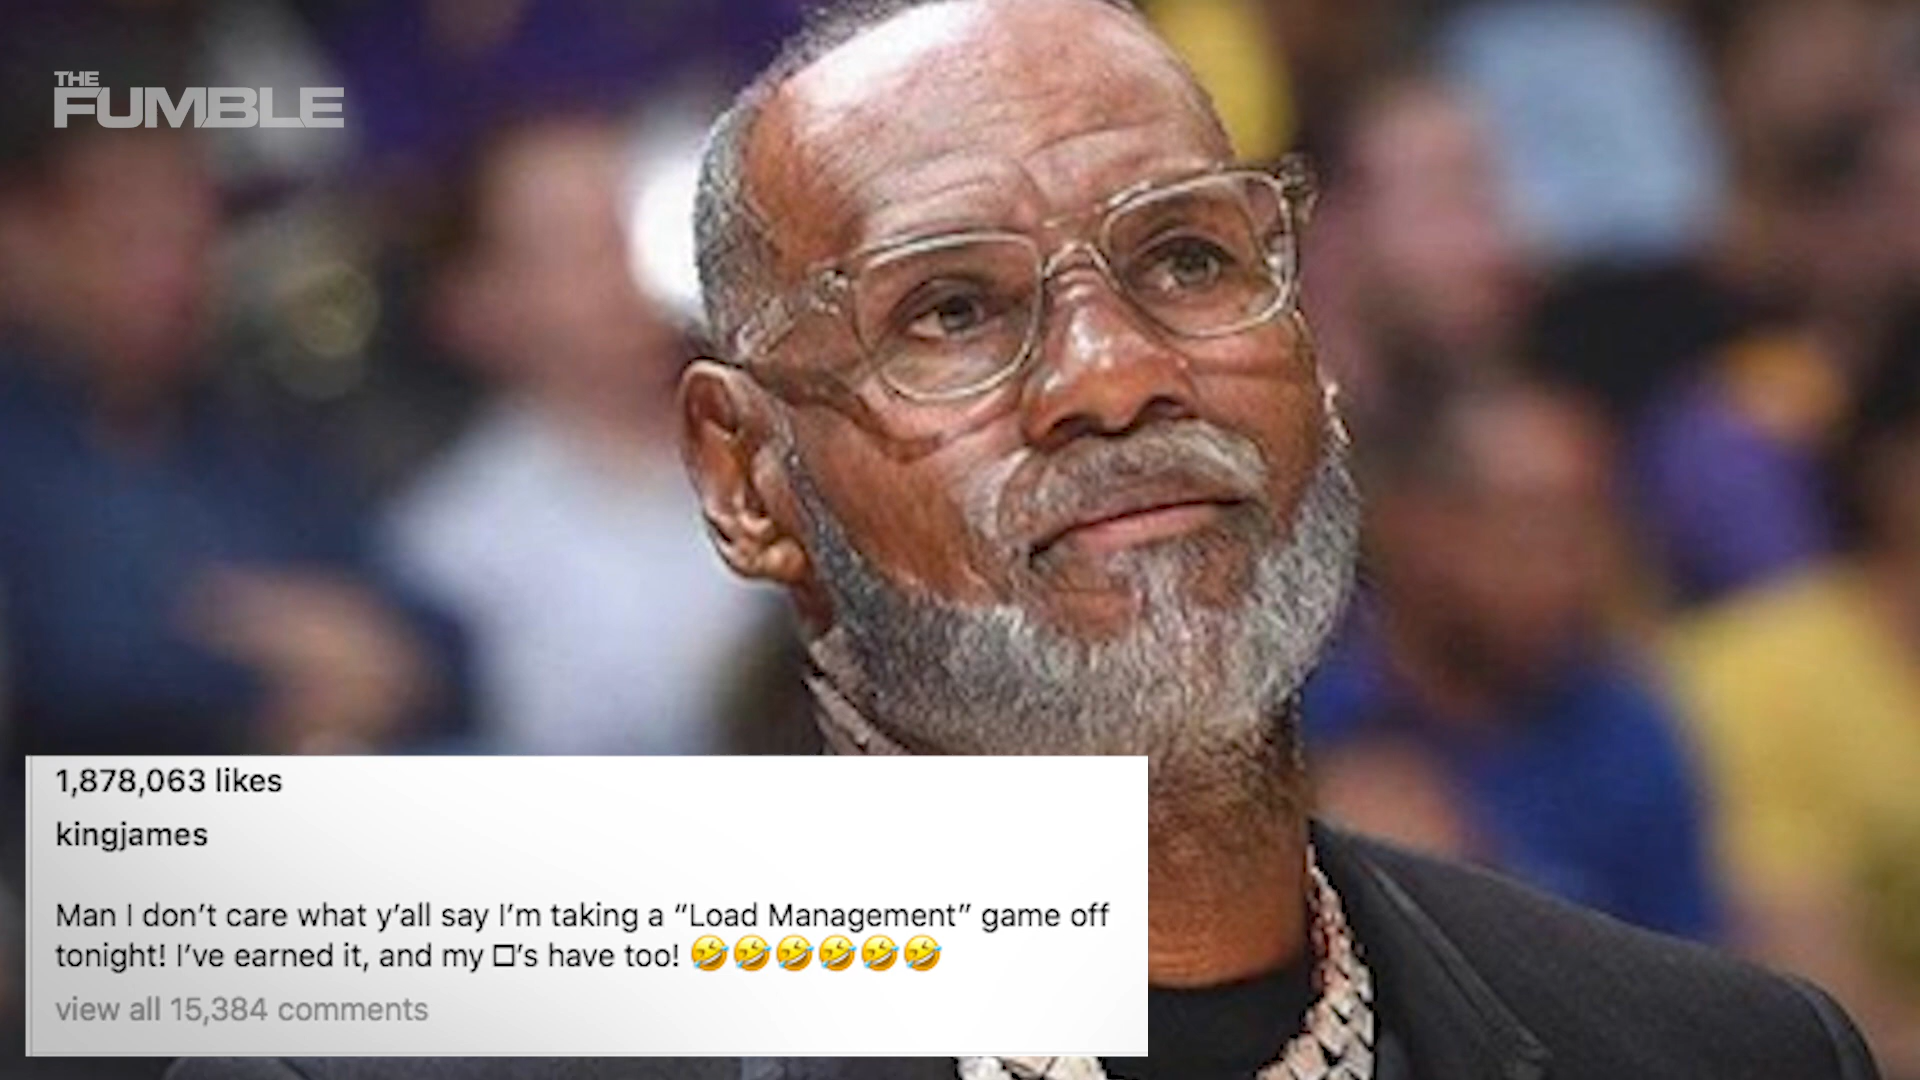 THE
FUMBLE
1,878,063 likes
kingjames
Man I don't care what y'all say I'm taking a “Load Management” game off
tonight! I've earned it, and my □'s have too! 🤣🤣🤣🤣🤣🤣
view all 15,384 comments